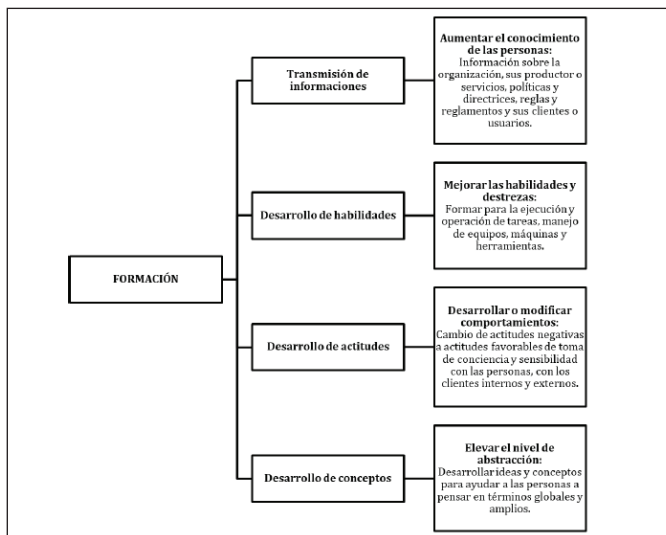 Aumentar el conocimiento
de las personas:
Información sobre la
organización, sus productor o
servicios, políticas y
directrices, reglas y
reglamentos y sus clientes o
usuarios.
Transmisión de
informaciones
Mejorar las habilidades y
destrezas:
Formar para la ejecución y
operación de tareas, manejo
de equipos, máquinas y
herramientas.
Desarrollo de habilidades
FORMACIÓN
Desarrollar o modificar
comportamientos:
Cambio de actitudes negativas
a actitudes favorables de toma
de conciencia y sensibilidad
con las personas, con los
clientes internos y externos.
Desarrollo de actitudes
Elevar el nivel de
abstracción:
Desarrollar ideas y conceptos
para ayudar a las personas a
pensar en términos globales y
amplios.
Desarrollo de conceptos